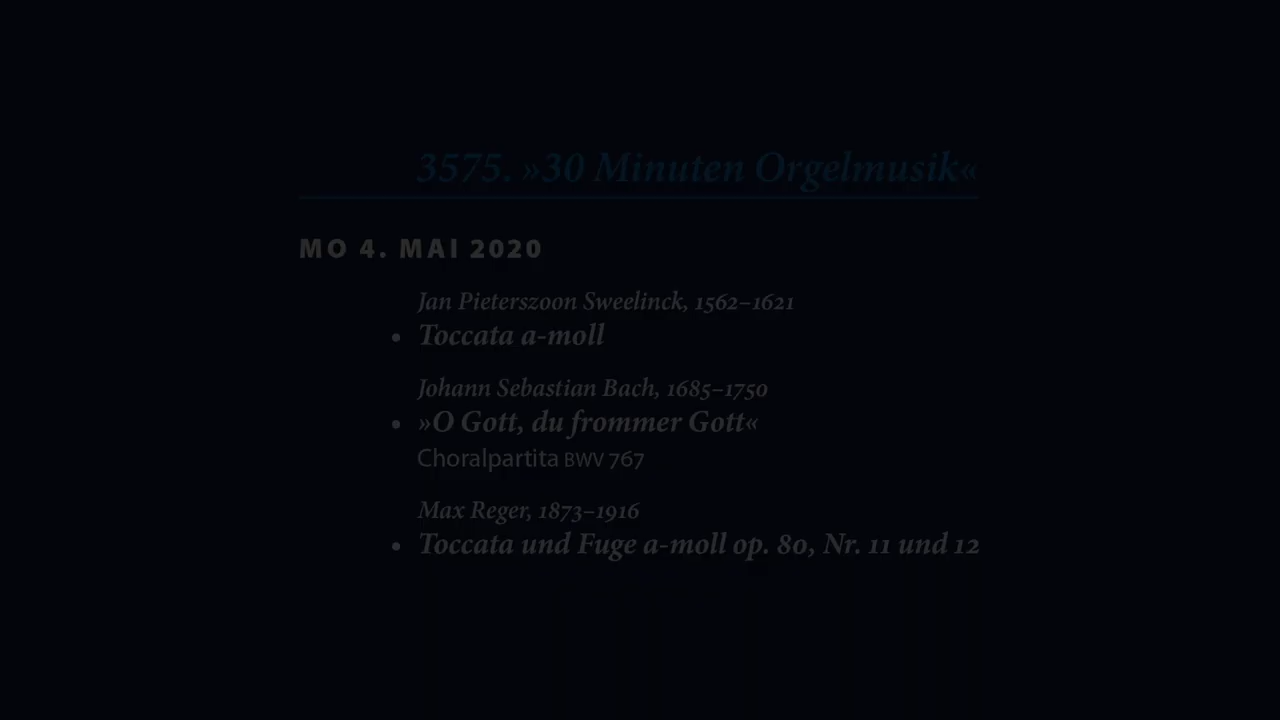 3575. »30 Minuten Orgelmusik«
MO 4. MAI 2020
Jan Pieterszoon Sweelinck, 1562–1621
• Toccata a-moll
Johann Sebastian Bach, 1685–1750
• »O Gott, du frommer Gott«
Choralpartita BWV 767
Max Reger, 1873–1916
• Toccata und Fuge a-moll op. 80, Nr. 11 und 12